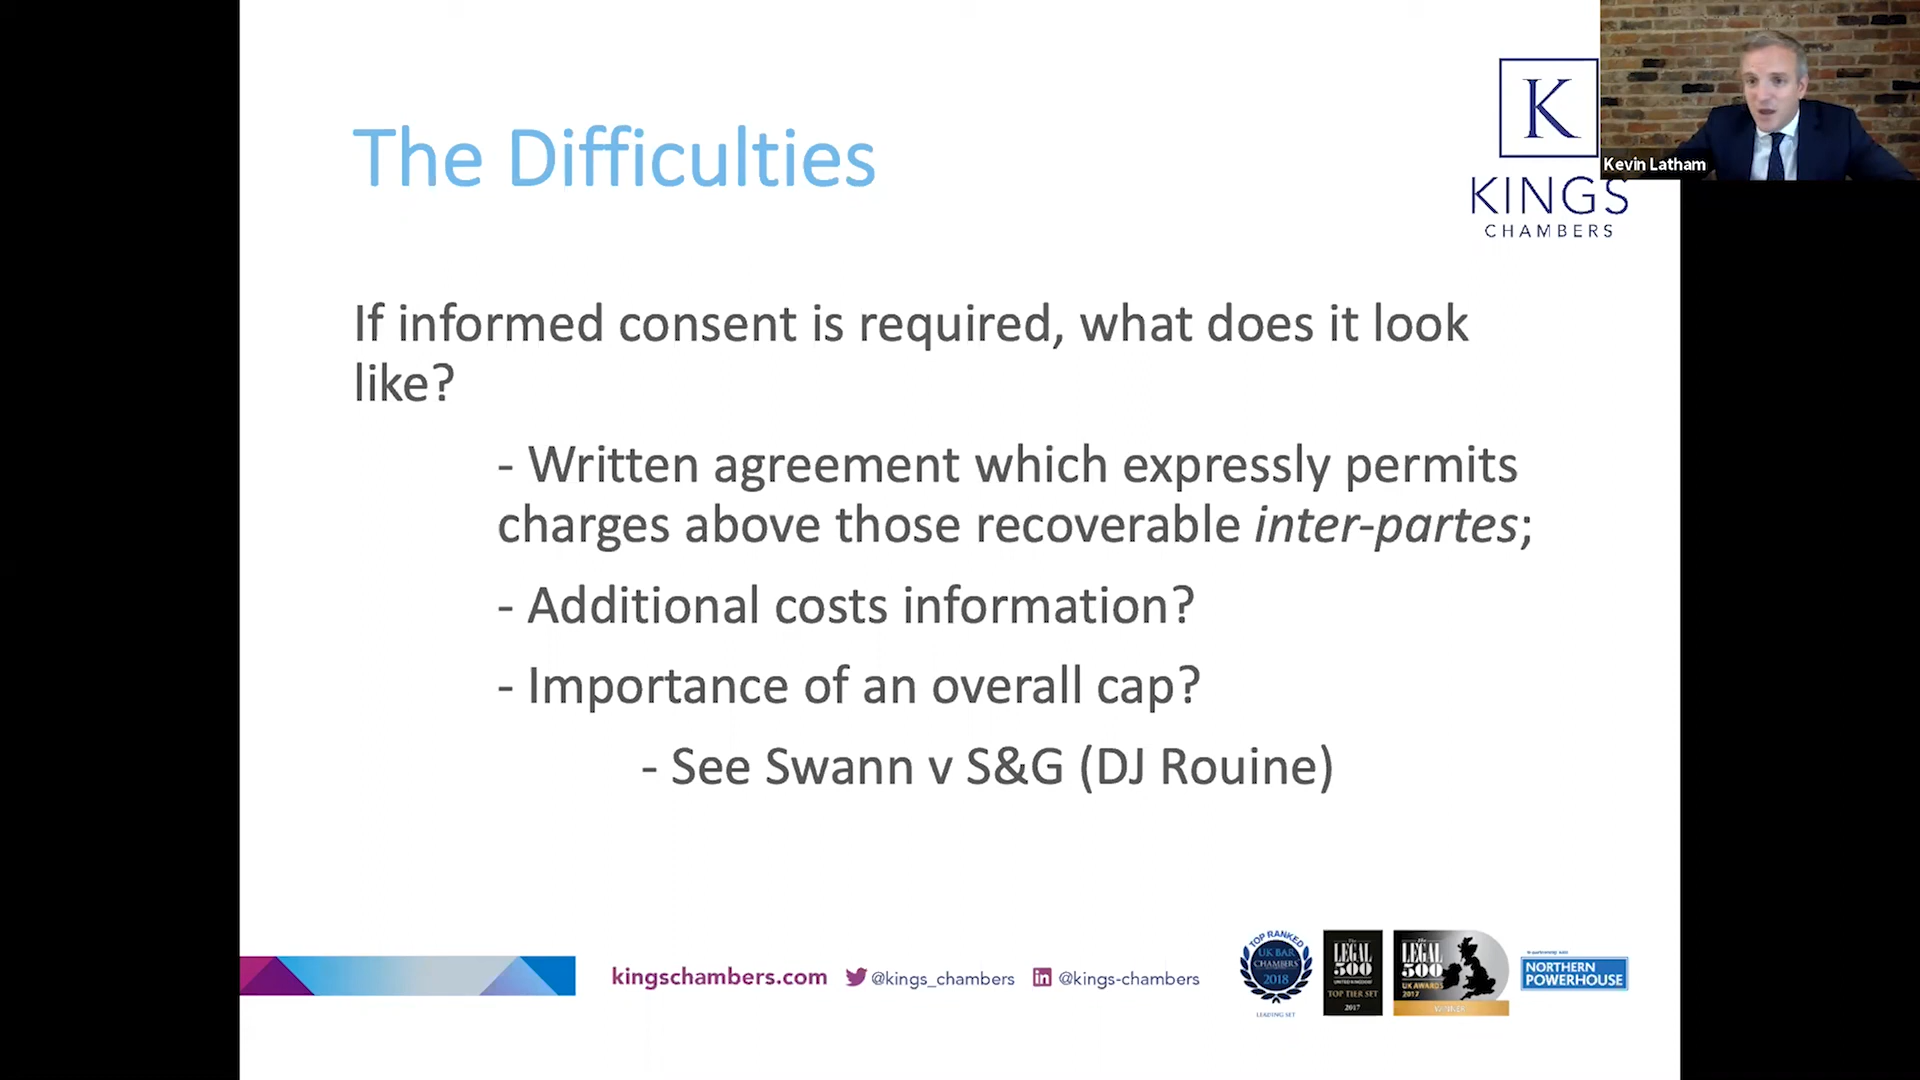 The Difficulties
K
KINGS
CHAMBERS
Kevin Latham
If informed consent is required, what does it look
like?
- Written agreement which expressly permits
charges above those recoverable inter-partes;
- Additional costs information?
- Importance of an overall cap?
- See Swann v S&G (DJ Rouine)
kingschambers.com
@kings_chambers
in @kings-chambers
TOP RANKED
UK BAR
CHAMBERS
2018
LEADING SET
The
LEGAL
500
UNITED KINGDOM
TOP TIER SET
2017
The
LEGAL
500
UK AWARDS
2017
WINNER
NORTHERN
POWERHOUSE